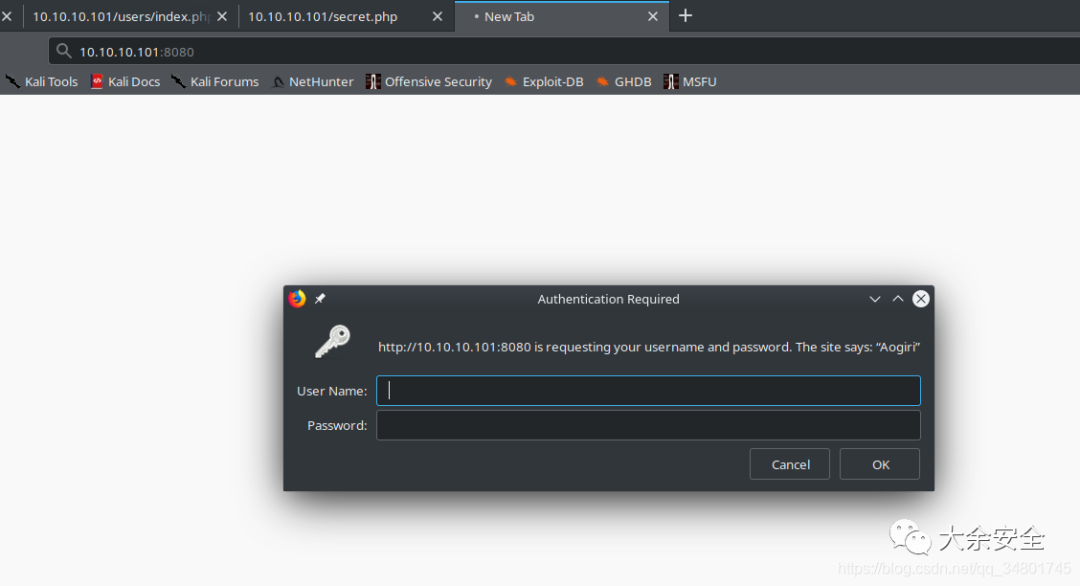 10.10.10.101/users/index.php
10.10.10.101/secret.php
• New Tab
10.10.10.101:8080
Kali Tools
Kali Docs
Kali Forums
NetHunter
Offensive Security
Exploit-DB
GHDB
MSFU
Authentication Required
http://10.10.10.101:8080 is requesting your username and password. The site says: “Aogiri”
User Name:
Password:
Cancel
OK
大余安全
https://blog.csdn.net/qq_34801745